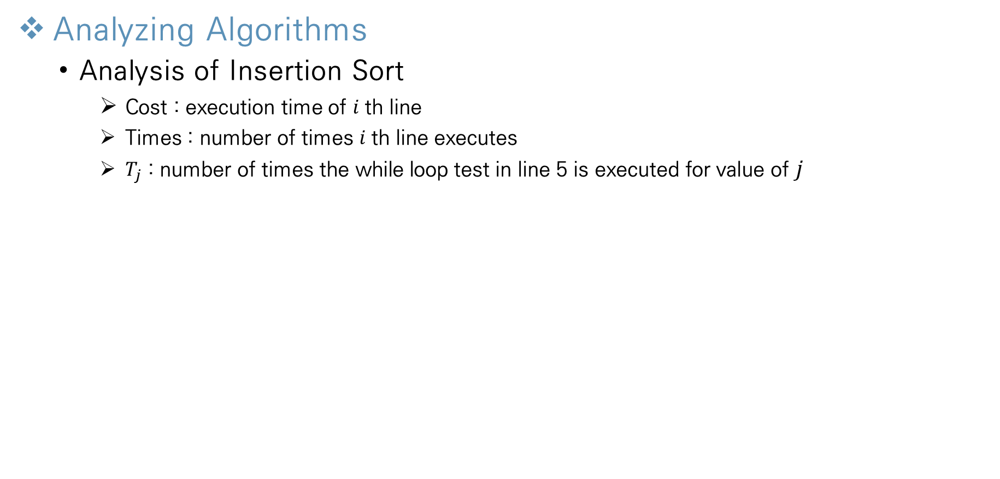 ❖ Analyzing Algorithms
• Analysis of Insertion Sort
➢ Cost : execution time of i th line
➢ Times : number of times i th line executes
➢ T_j : number of times the while loop test in line 5 is executed for value of j